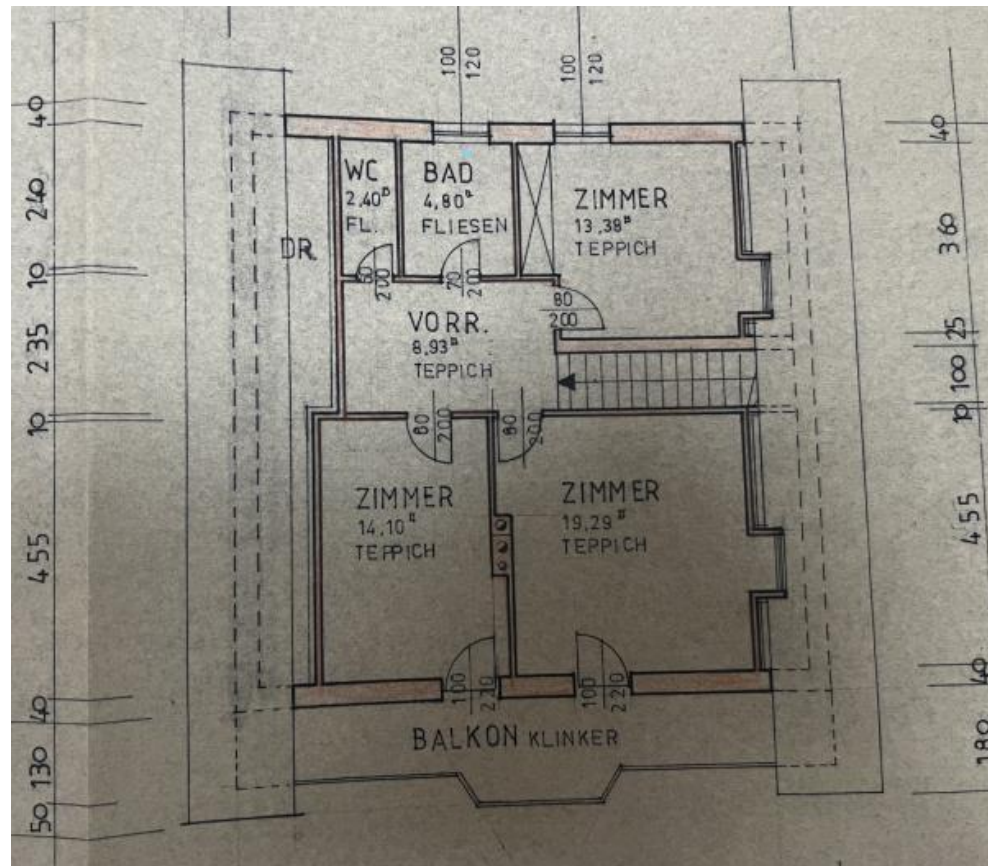 100
120
100
120
40
240
10
235
10
455
40
130
50
WC
2,40
FL.
BAD
4,80
FLIESEN
ZIMMER
13,38
TEPPICH
DR.
200
70
200
80
200
VORR.
8,93
TEPPICH
80
200
80
200
ZIMMER
14,10
TEPPICH
ZIMMER
19,29
TEPPICH
100
220
100
220
BALKON KLINKER
40
360
25
100
10
455
40
180